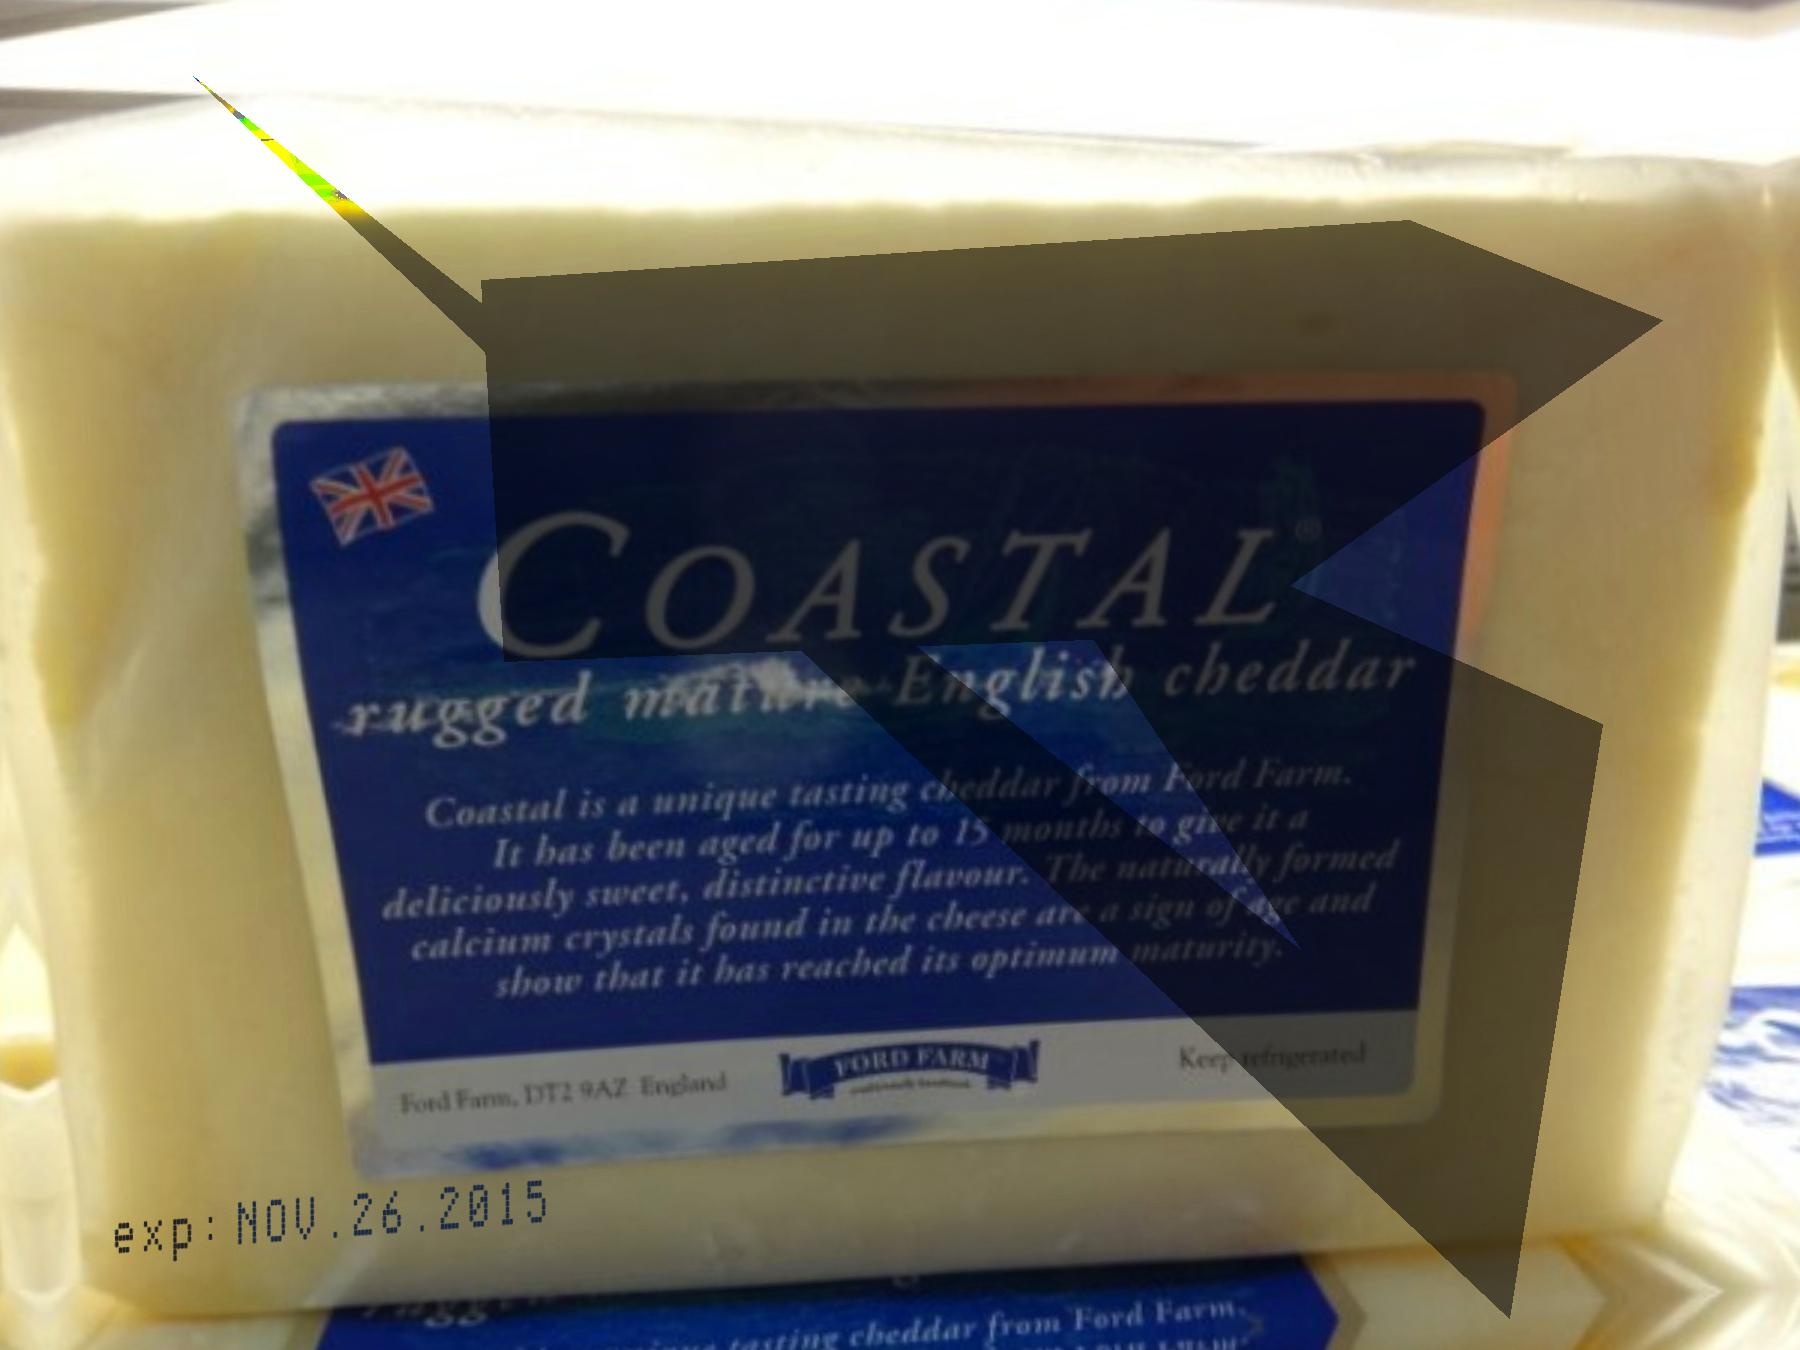 COASTAL®
rugged mature English cheddar
Coastal is a unique tasting cheddar from Ford Farm.
It has been aged for up to 15 months to give it a
deliciously sweet, distinctive flavour. The naturally formed
calcium crystals found in the cheese are a sign of age and
show that it has reached its optimum maturity.
FORD FARM
Ford Farm, DT2 9AZ England
Keep refrigerated
exp: NOV.26.2015
rugged
tasting cheddar from Ford Farm.